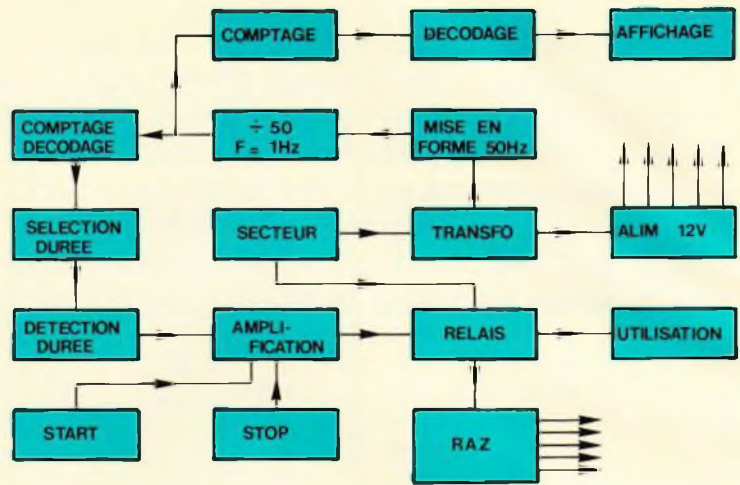 COMPTAGE
DECODAGE
AFFICHAGE
COMPTAGE
DECODAGE
÷ 50
F = 1Hz
MISE EN
FORME 50Hz
SELECTION
DUREE
SECTEUR
TRANSFO
ALIM 12V
DETECTION
DUREE
AMPLI-
FICATION
RELAIS
UTILISATION
START
STOP
RAZ